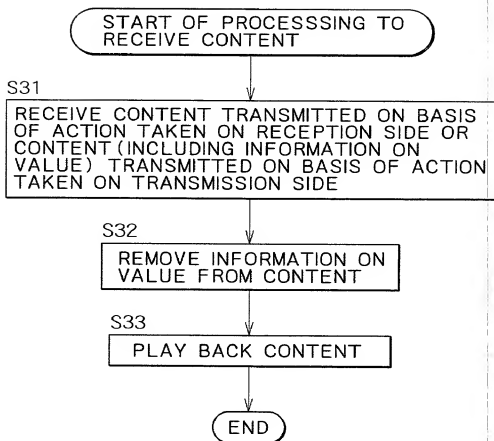 START OF PROCESSSING TO
RECEIVE CONTENT
S31
RECEIVE CONTENT TRANSMITTED ON BASIS
OF ACTION TAKEN ON RECEPTION SIDE OR
CONTENT (INCLUDING INFORMATION ON
VALUE) TRANSMITTED ON BASIS OF ACTION
TAKEN ON TRANSMISSION SIDE
S32
REMOVE INFORMATION ON
VALUE FROM CONTENT
S33
PLAY BACK CONTENT
END